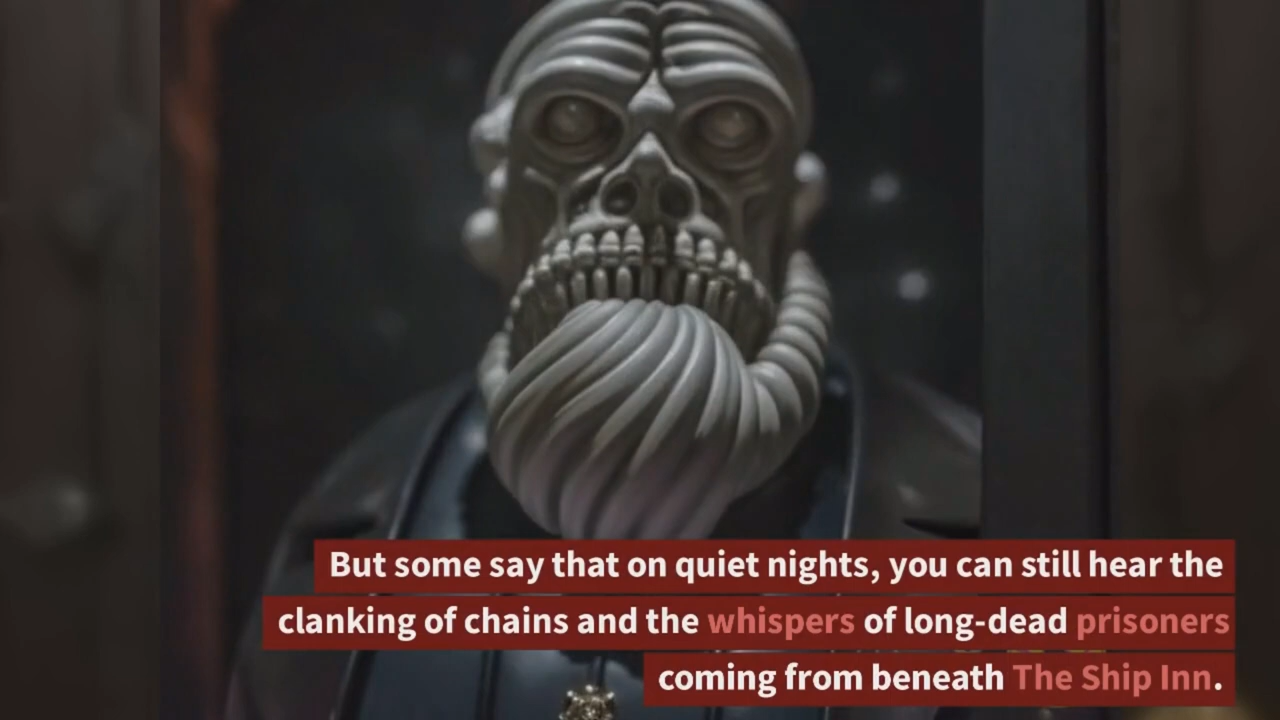 But some say that on quiet nights, you can still hear the
clanking of chains and the whispers of long-dead prisoners
coming from beneath The Ship Inn.